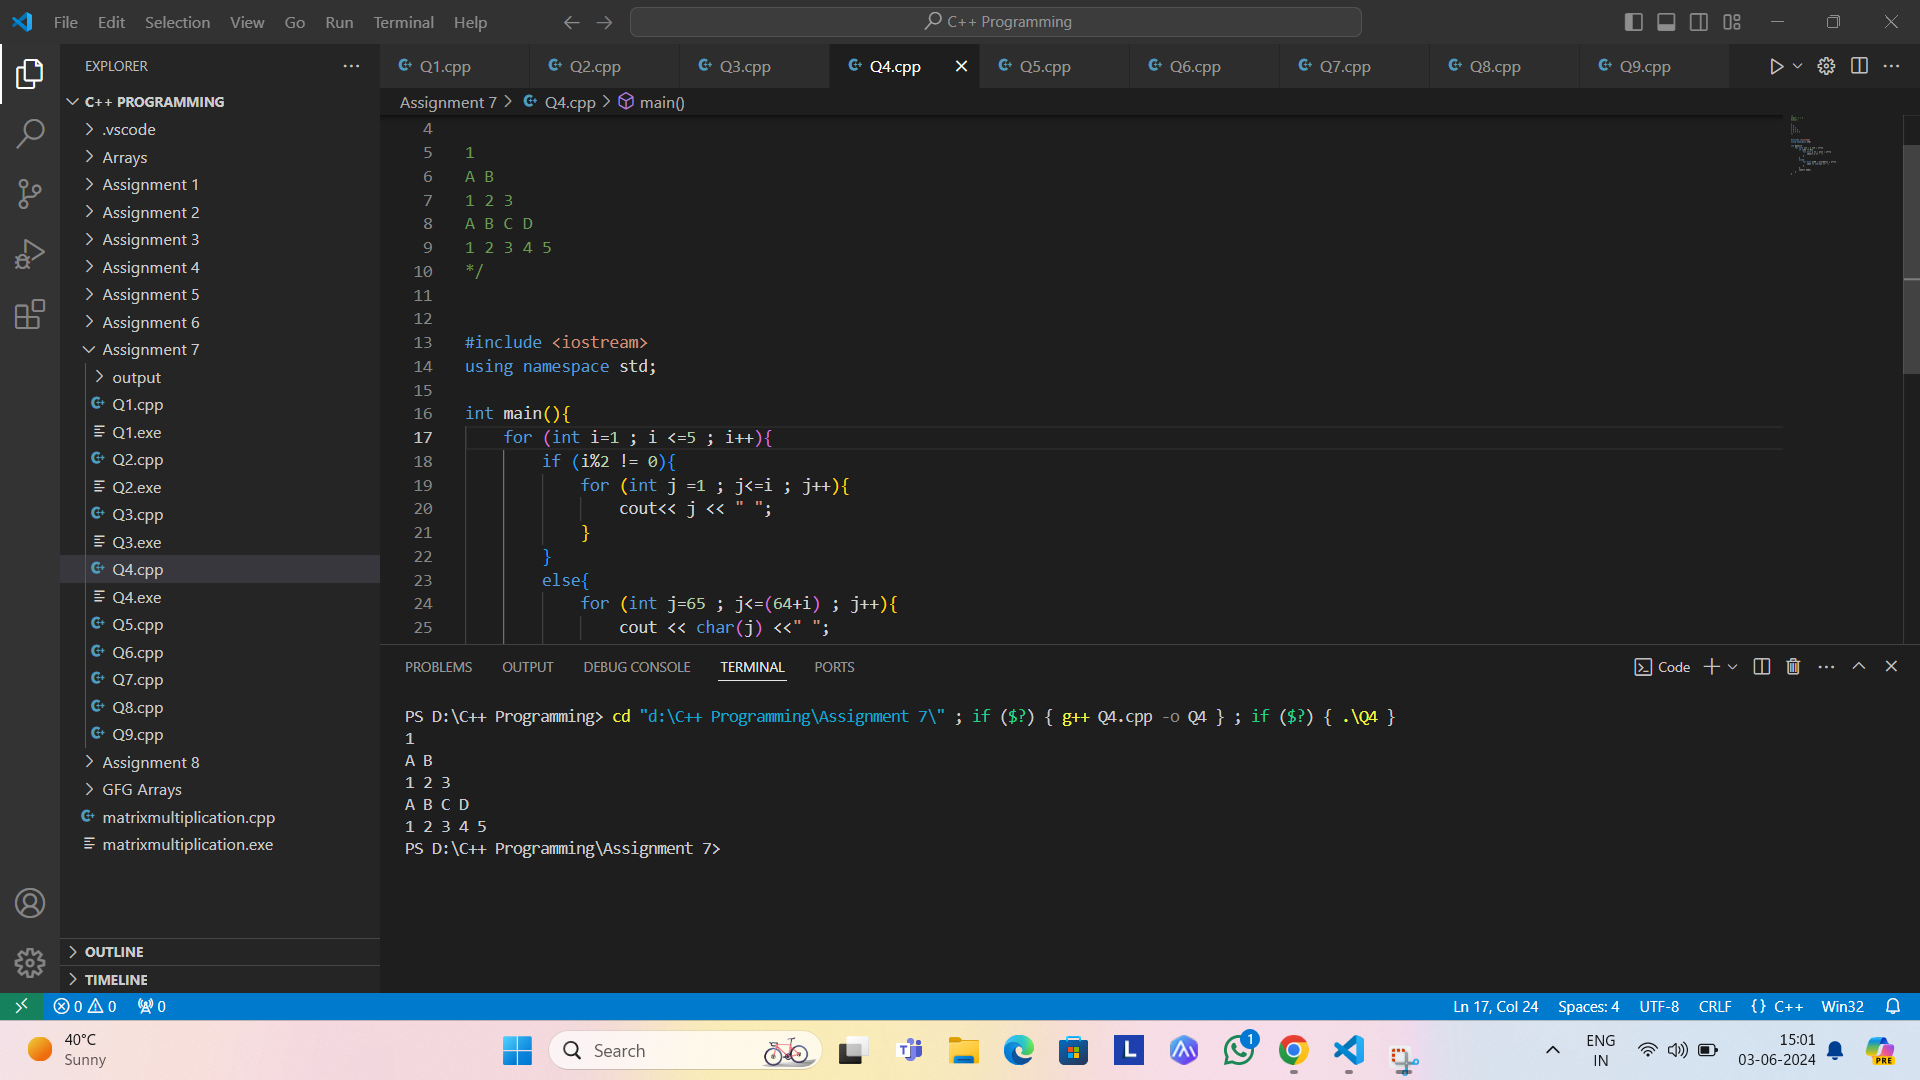 File Edit Selection View Go Run Terminal Help
C++ Programming
EXPLORER
C++ PROGRAMMING
.vscode
Arrays
Assignment 1
Assignment 2
Assignment 3
Assignment 4
Assignment 5
Assignment 6
Assignment 7
output
Q1.cpp
Q1.exe
Q2.cpp
Q2.exe
Q3.cpp
Q3.exe
Q4.cpp
Q4.exe
Q5.cpp
Q6.cpp
Q7.cpp
Q8.cpp
Q9.cpp
Assignment 8
GFG Arrays
matrixmultiplication.cpp
matrixmultiplication.exe
OUTLINE
TIMELINE
Q1.cpp Q2.cpp Q3.cpp Q4.cpp Q5.cpp Q6.cpp Q7.cpp Q8.cpp Q9.cpp
Assignment 7 > Q4.cpp > main()
4
5 1
6 A B
7 1 2 3
8 A B C D
9 1 2 3 4 5
10 */
11
12
13 #include <iostream>
14 using namespace std;
15
16 int main(){
17 for (int i=1 ; i <=5 ; i++){
18 if (i%2 != 0){
19 for (int j =1 ; j<=i ; j++){
20 cout<< j << " ";
21 }
22 }
23 else{
24 for (int j=65 ; j<=(64+i) ; j++){
25 cout << char(j) <<" ";
PROBLEMS OUTPUT DEBUG CONSOLE TERMINAL PORTS
Code
PS D:\C++ Programming> cd "d:\C++ Programming\Assignment 7\" ; if ($?) { g++ Q4.cpp -o Q4 } ; if ($?) { .\Q4 }
1
A B
1 2 3
A B C D
1 2 3 4 5
PS D:\C++ Programming\Assignment 7>
0 0 0
Ln 17, Col 24 Spaces: 4 UTF-8 CRLF {} C++ Win32
40°C
Sunny
Search
1
ENG
IN
15:01
03-06-2024
PRE